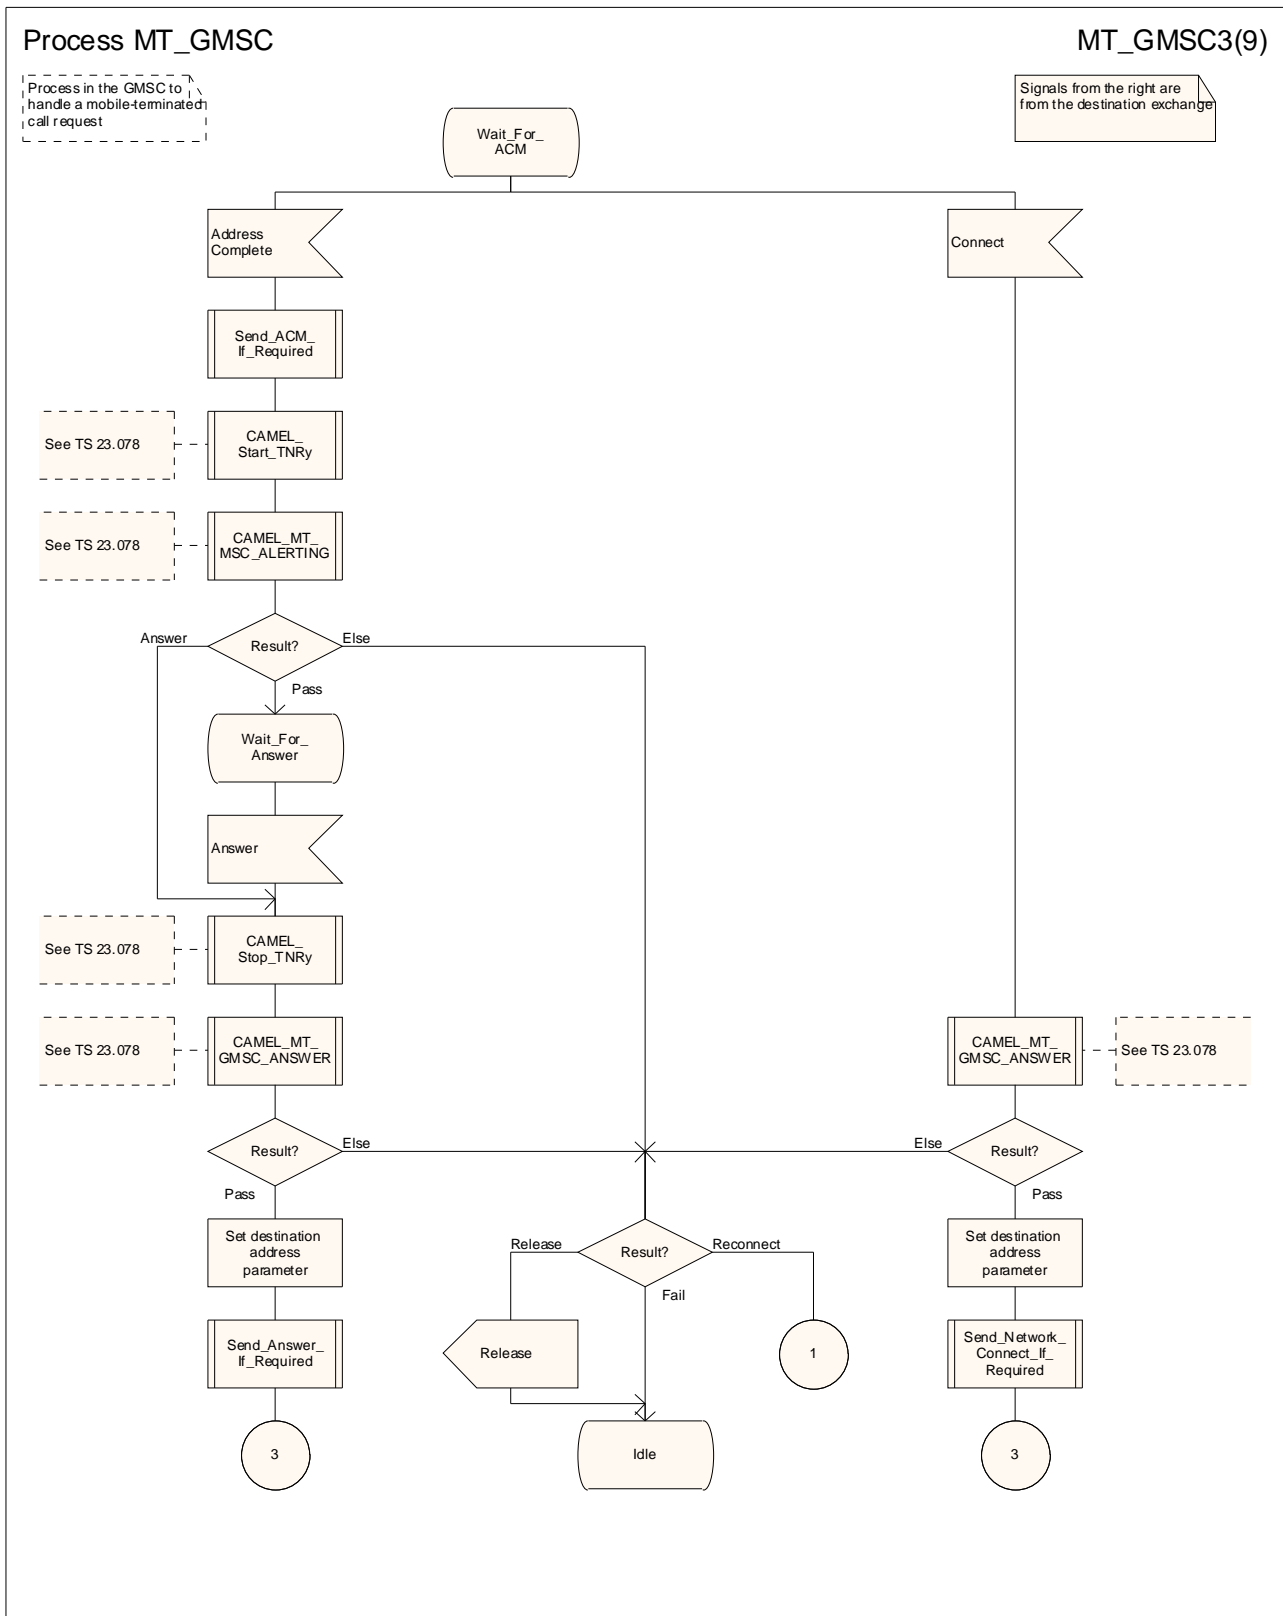 Process MT_GMSC
MT_GMSC3(9)
Process in the GMSC to
handle a mobile-terminated
call request
Signals from the right are
from the destination exchange
Wait_For_
ACM
Address
Complete
Connect
Send_ACM_
If_Required
See TS 23.078
CAMEL_
Start_TNRy
See TS 23.078
CAMEL_MT_
MSC_ALERTING
Answer
Result?
Else
Pass
Wait_For_
Answer
Answer
See TS 23.078
CAMEL_
Stop_TNRy
See TS 23.078
CAMEL_MT_
GMSC_ANSWER
CAMEL_MT_
GMSC_ANSWER
See TS 23.078
Result?
Else
Else
Result?
Pass
Pass
Set destination
address
parameter
Release
Result?
Reconnect
Fail
Set destination
address
parameter
Send_Answer_
If_Required
Release
1
Send_Network_
Connect_If_
Required
3
Idle
3